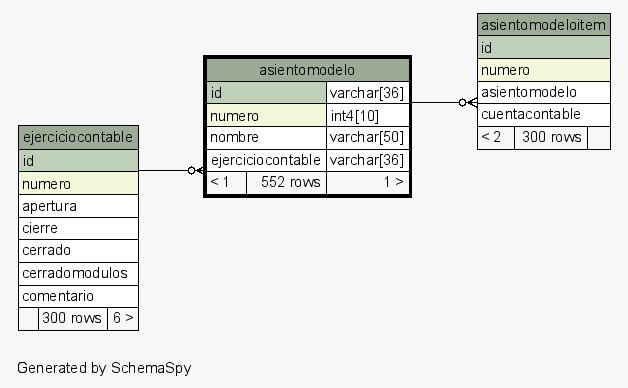 asientomodeloitem
id
numero
asientomodelo
cuentacontable
< 2 300 rows
asientomodelo
id varchar[36]
numero int4[10]
nombre varchar[50]
ejerciciocontable varchar[36]
< 1 552 rows 1 >
ejerciciocontable
id
numero
apertura
cierre
cerrado
cerradomodulos
comentario
300 rows 6 >
Generated by SchemaSpy